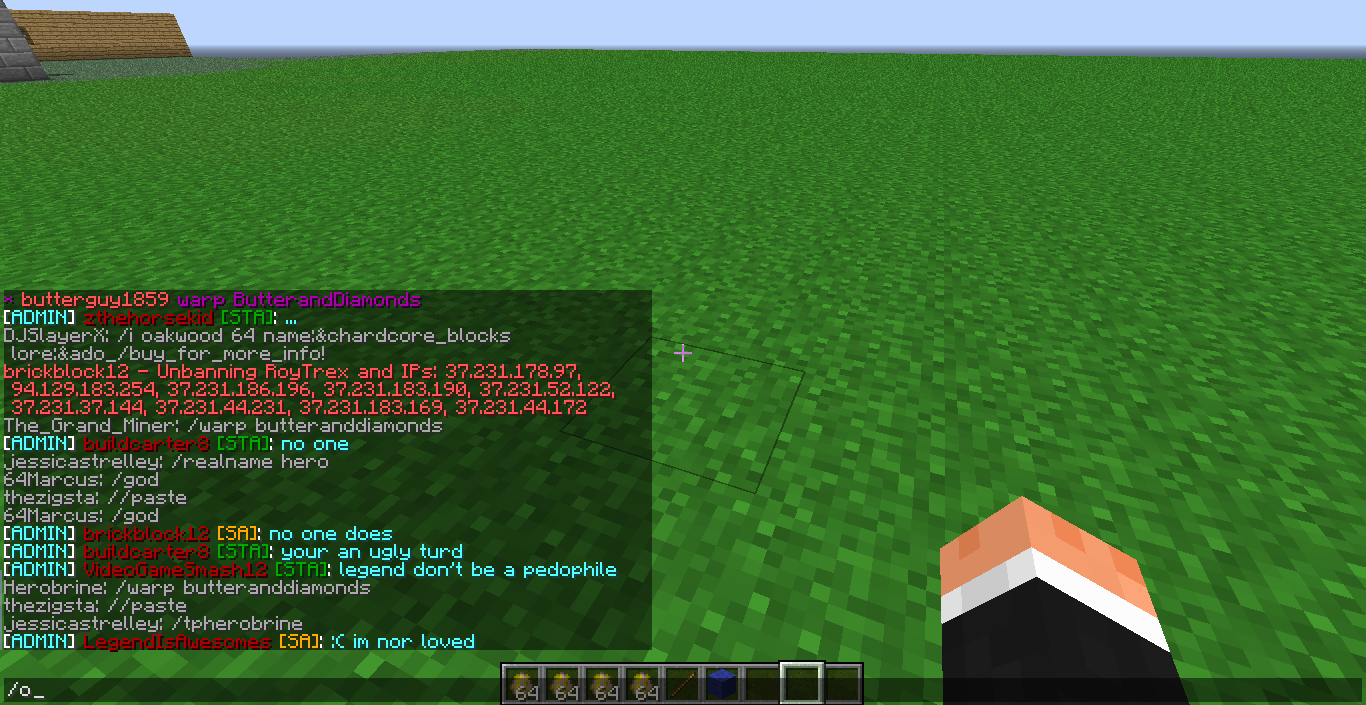 * butterguy1859 warp ButterandDiamonds
[ADMIN] zthehorsekid [STA]: ...
DJSlayerX: /i oakwood 64 name:&chardcore_blocks
lore:&ado_/buy_for_more_info!
brickblock12 - Unbanning RoyTrex and IPs: 37.231.178.97,
94.129.183.254, 37.231.186.196, 37.231.183.190, 37.231.52.122,
37.231.37.144, 37.231.44.231, 37.231.183.169, 37.231.44.172
The_Grand_Miner: /warp butteranddiamonds
[ADMIN] buildcarter8 [STA]: no one
jessicastrelley: /realname hero
64Marcus: /god
thezigsta: //paste
64Marcus: /god
[ADMIN] brickblock12 [SA]: no one does
[ADMIN] buildcarter8 [STA]: your an ugly turd
[ADMIN] VideoGameSmash12 [STA]: legend don't be a pedophile
Herobrine: /warp butteranddiamonds
thezigsta: //paste
jessicastrelley: /tpherobrine
[ADMIN] LegendIsAwesomes [SA]: :C im nor loved
64 64 64 64
/o_